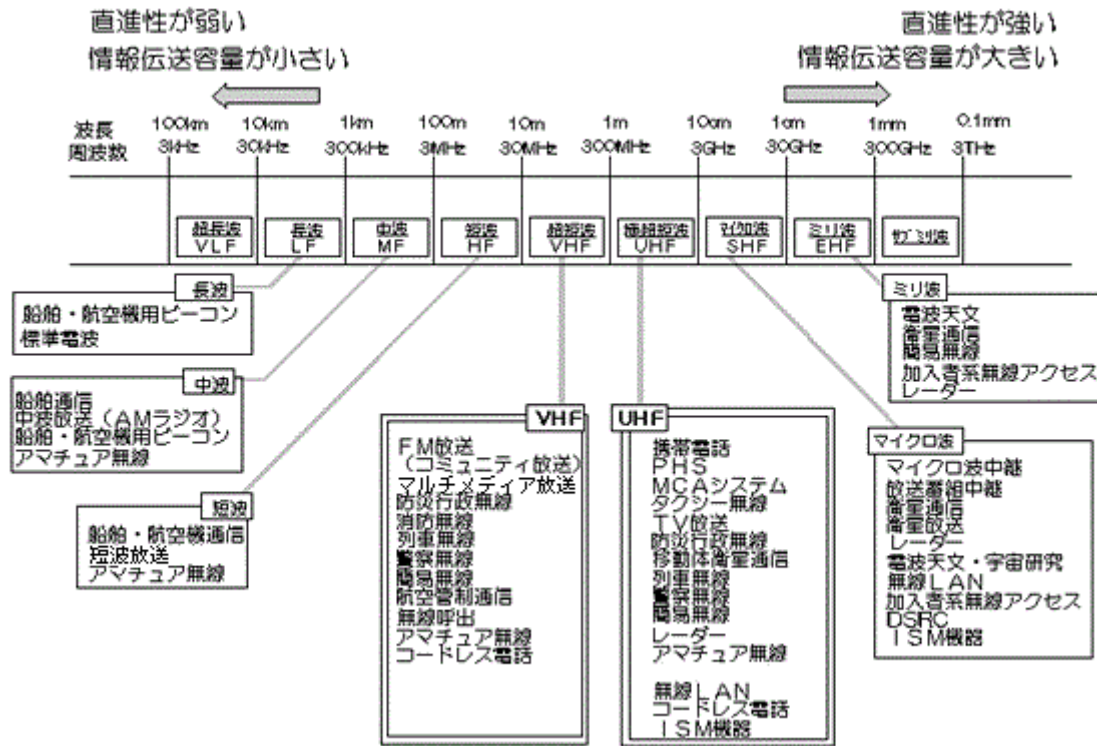 直進性が弱い
情報伝送容量が小さい
直進性が強い
情報伝送容量が大きい
波長 100km 10km 1km 100m 10m 1m 10cm 1cm 1mm 0.1mm
周波数 3kHz 30kHz 300kHz 3MHz 30MHz 300MHz 3GHz 30GHz 300GHz 3THz
超長波 長波 中波 短波 超短波 極超短波 マイクロ波 ミリ波 サブミリ波
VLF LF MF HF VHF UHF SHF EHF
長波
船舶・航空機用ビーコン
標準電波
中波
船舶通信
中波放送(AMラジオ)
船舶・航空機用ビーコン
アマチュア無線
短波
船舶・航空機通信
短波放送
アマチュア無線
VHF
FM放送
(コミュニティ放送)
マルチメディア放送
防災行政無線
消防無線
列車無線
警察無線
簡易無線
航空管制通信
無線呼出
アマチュア無線
コードレス電話
UHF
携帯電話
PHS
MCAシステム
タクシー無線
TV放送
防災行政無線
移動体衛星通信
列車無線
警察無線
簡易無線
レーダー
アマチュア無線
無線LAN
コードレス電話
ISM機器
ミリ波
電波天文
衛星通信
簡易無線
加入者系無線アクセス
レーダー
マイクロ波
マイクロ波中継
放送番組中継
衛星通信
衛星放送
レーダー
電波天文・宇宙研究
無線LAN
加入者系無線アクセス
DSRC
ISM機器